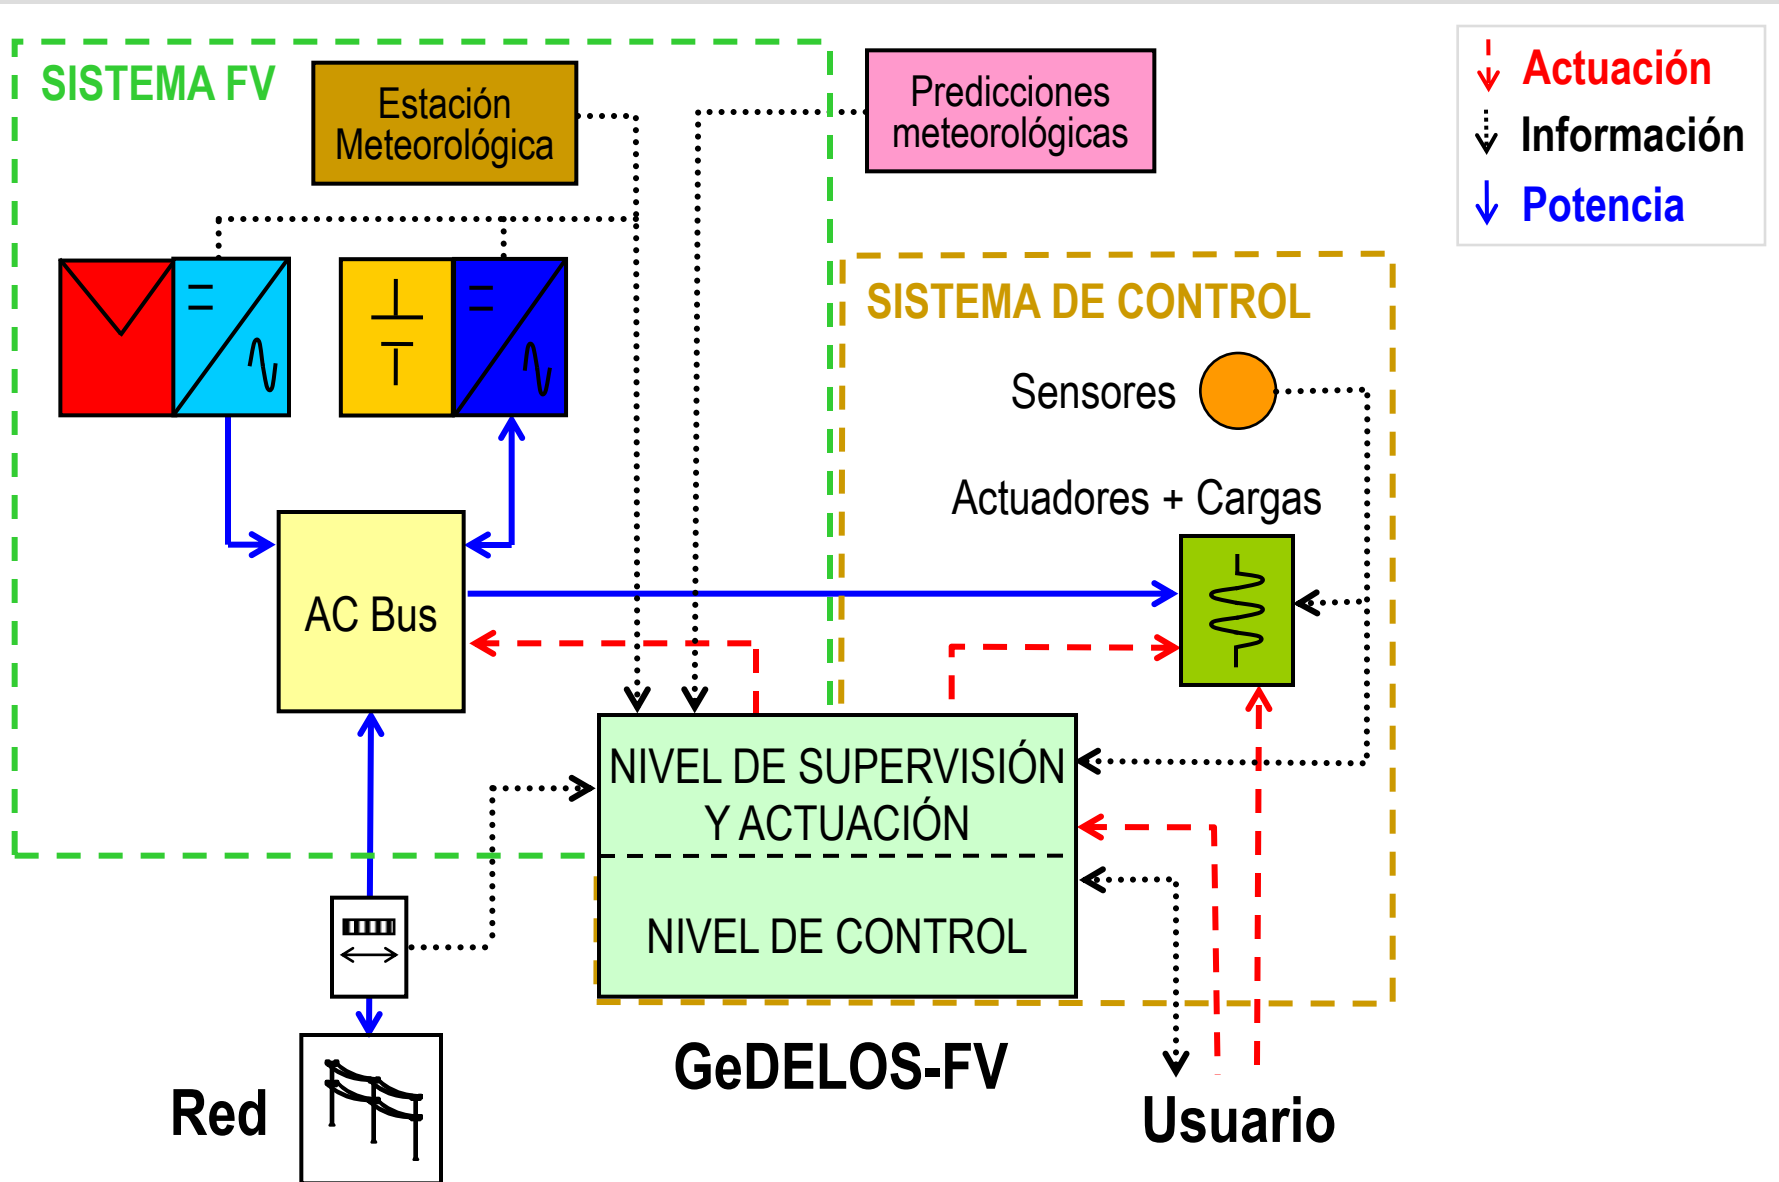 SISTEMA FV
Estación
Meteorológica
Predicciones
meteorológicas
Actuación
Información
Potencia
SISTEMA DE CONTROL
Sensores
Actuadores + Cargas
AC Bus
NIVEL DE SUPERVISIÓN
Y ACTUACIÓN
NIVEL DE CONTROL
GeDELOS-FV
Red
Usuario